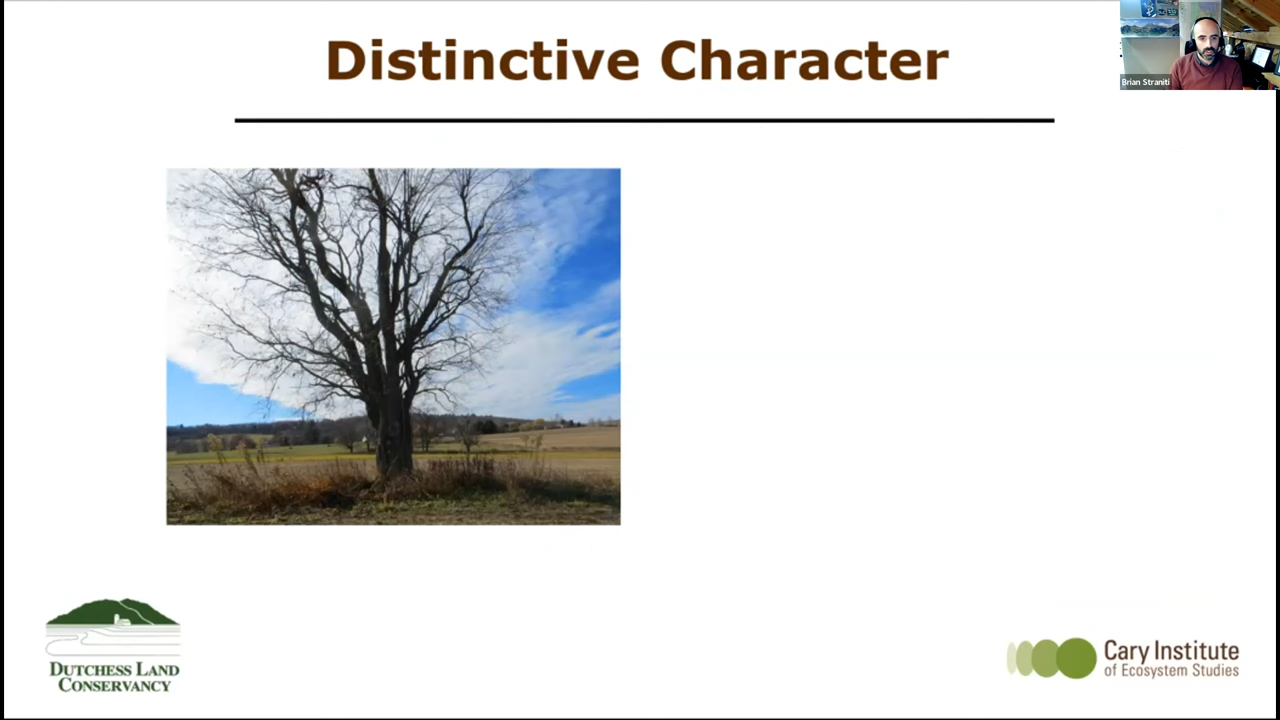 Distinctive Character
Brian Straniti
DUTCHESS LAND
CONSERVANCY
Cary Institute
of Ecosystem Studies